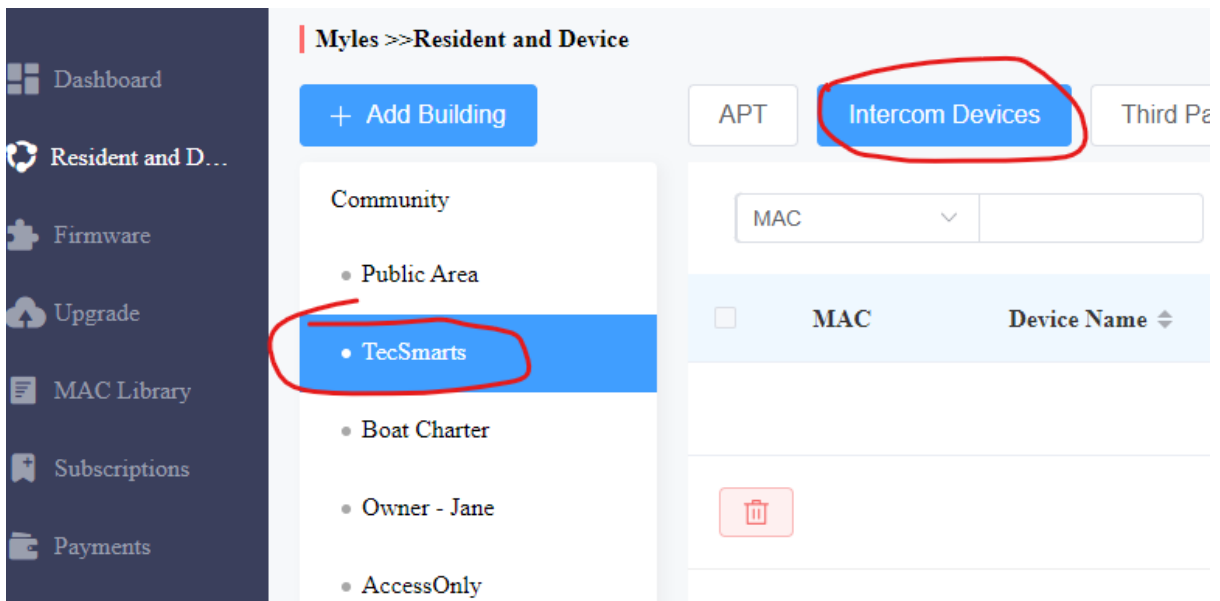 Myles >>Resident and Device
Dashboard
Resident and D...
Firmware
Upgrade
MAC Library
Subscriptions
Payments
+ Add Building
Community
Public Area
TecSmarts
Boat Charter
Owner - Jane
AccessOnly
APT
Intercom Devices
Third Pa
MAC
MAC
Device Name